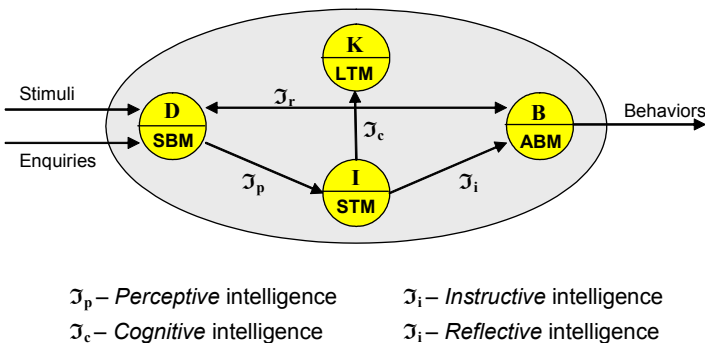 K
LTM
Stimuli
D
ℑr
B
Behaviors
SBM
ℑc
ABM
Enquiries
ℑp
I
ℑi
STM
ℑp – Perceptive intelligence
ℑi – Instructive intelligence
ℑc – Cognitive intelligence
ℑi – Reflective intelligence